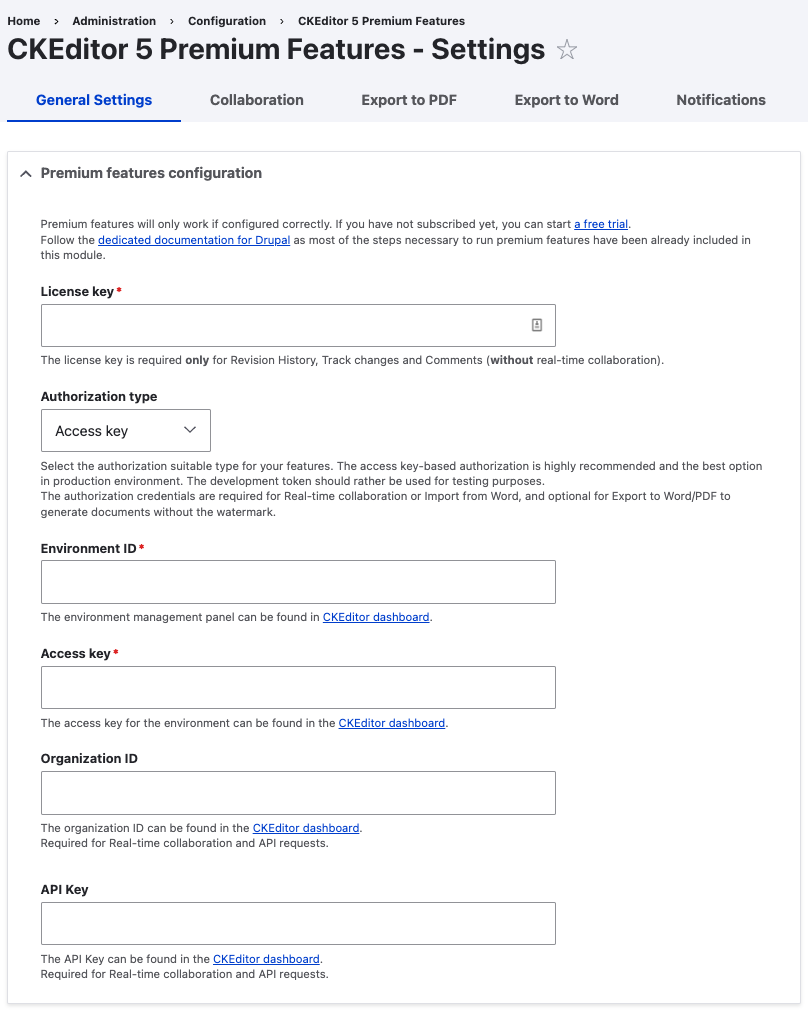 Home › Administration › Configuration › CKEditor 5 Premium Features
CKEditor 5 Premium Features - Settings
General Settings Collaboration Export to PDF Export to Word Notifications
Premium features configuration
Premium features will only work if configured correctly. If you have not subscribed yet, you can start a free trial.
Follow the dedicated documentation for Drupal as most of the steps necessary to run premium features have been already included in
this module.
License key*
The license key is required only for Revision History, Track changes and Comments (without real-time collaboration).
Authorization type
Access key
Select the authorization suitable type for your features. The access key-based authorization is highly recommended and the best option
in production environment. The development token should rather be used for testing purposes.
The authorization credentials are required for Real-time collaboration or Import from Word, and optional for Export to Word/PDF to
generate documents without the watermark.
Environment ID*
The environment management panel can be found in CKEditor dashboard.
Access key*
The access key for the environment can be found in the CKEditor dashboard.
Organization ID
The organization ID can be found in the CKEditor dashboard.
Required for Real-time collaboration and API requests.
API Key
The API Key can be found in the CKEditor dashboard.
Required for Real-time collaboration and API requests.